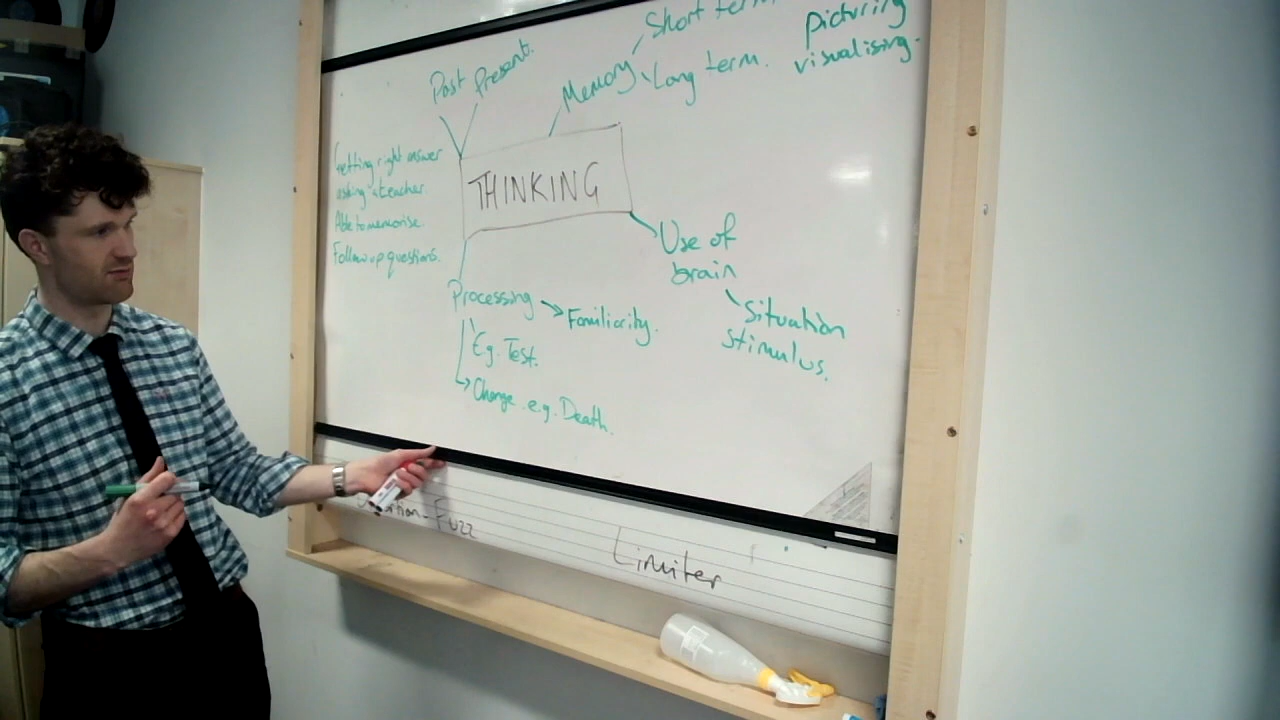 Past Present.
Memory
Short term
Long term.
picturing
visualising.
Getting right answer
asking a teacher.
Able to memorise.
Follow up questions.
THINKING
Use of
brain
Situation
stimulus.
Processing
Familiarity.
E.g. Test.
Change e.g. Death.
Fuzz
Limiter